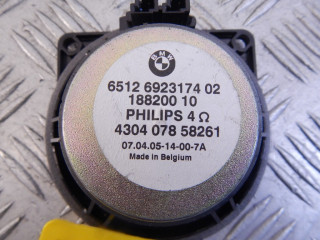 BMW
6512 6923174 02
188200 10
PHILIPS 4 Ω
4304 078 58261
07.04.05-14-00-7A
Made in Belgium